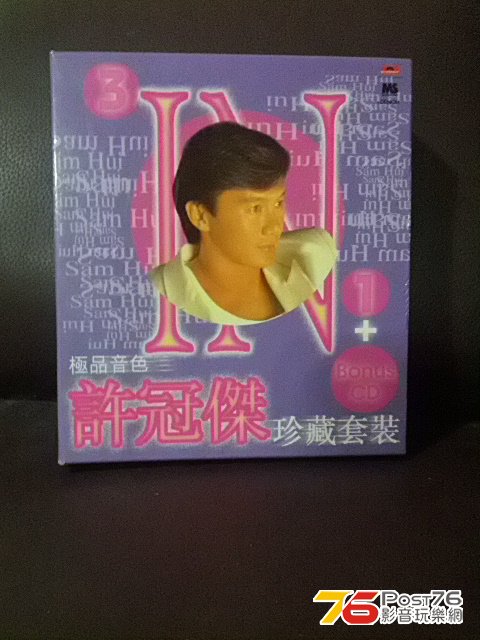 3
IN
1
+
Bonus
CD
MS
Sam Hui
極品音色三
許冠傑
珍藏套裝
76 Post76
影音玩樂網